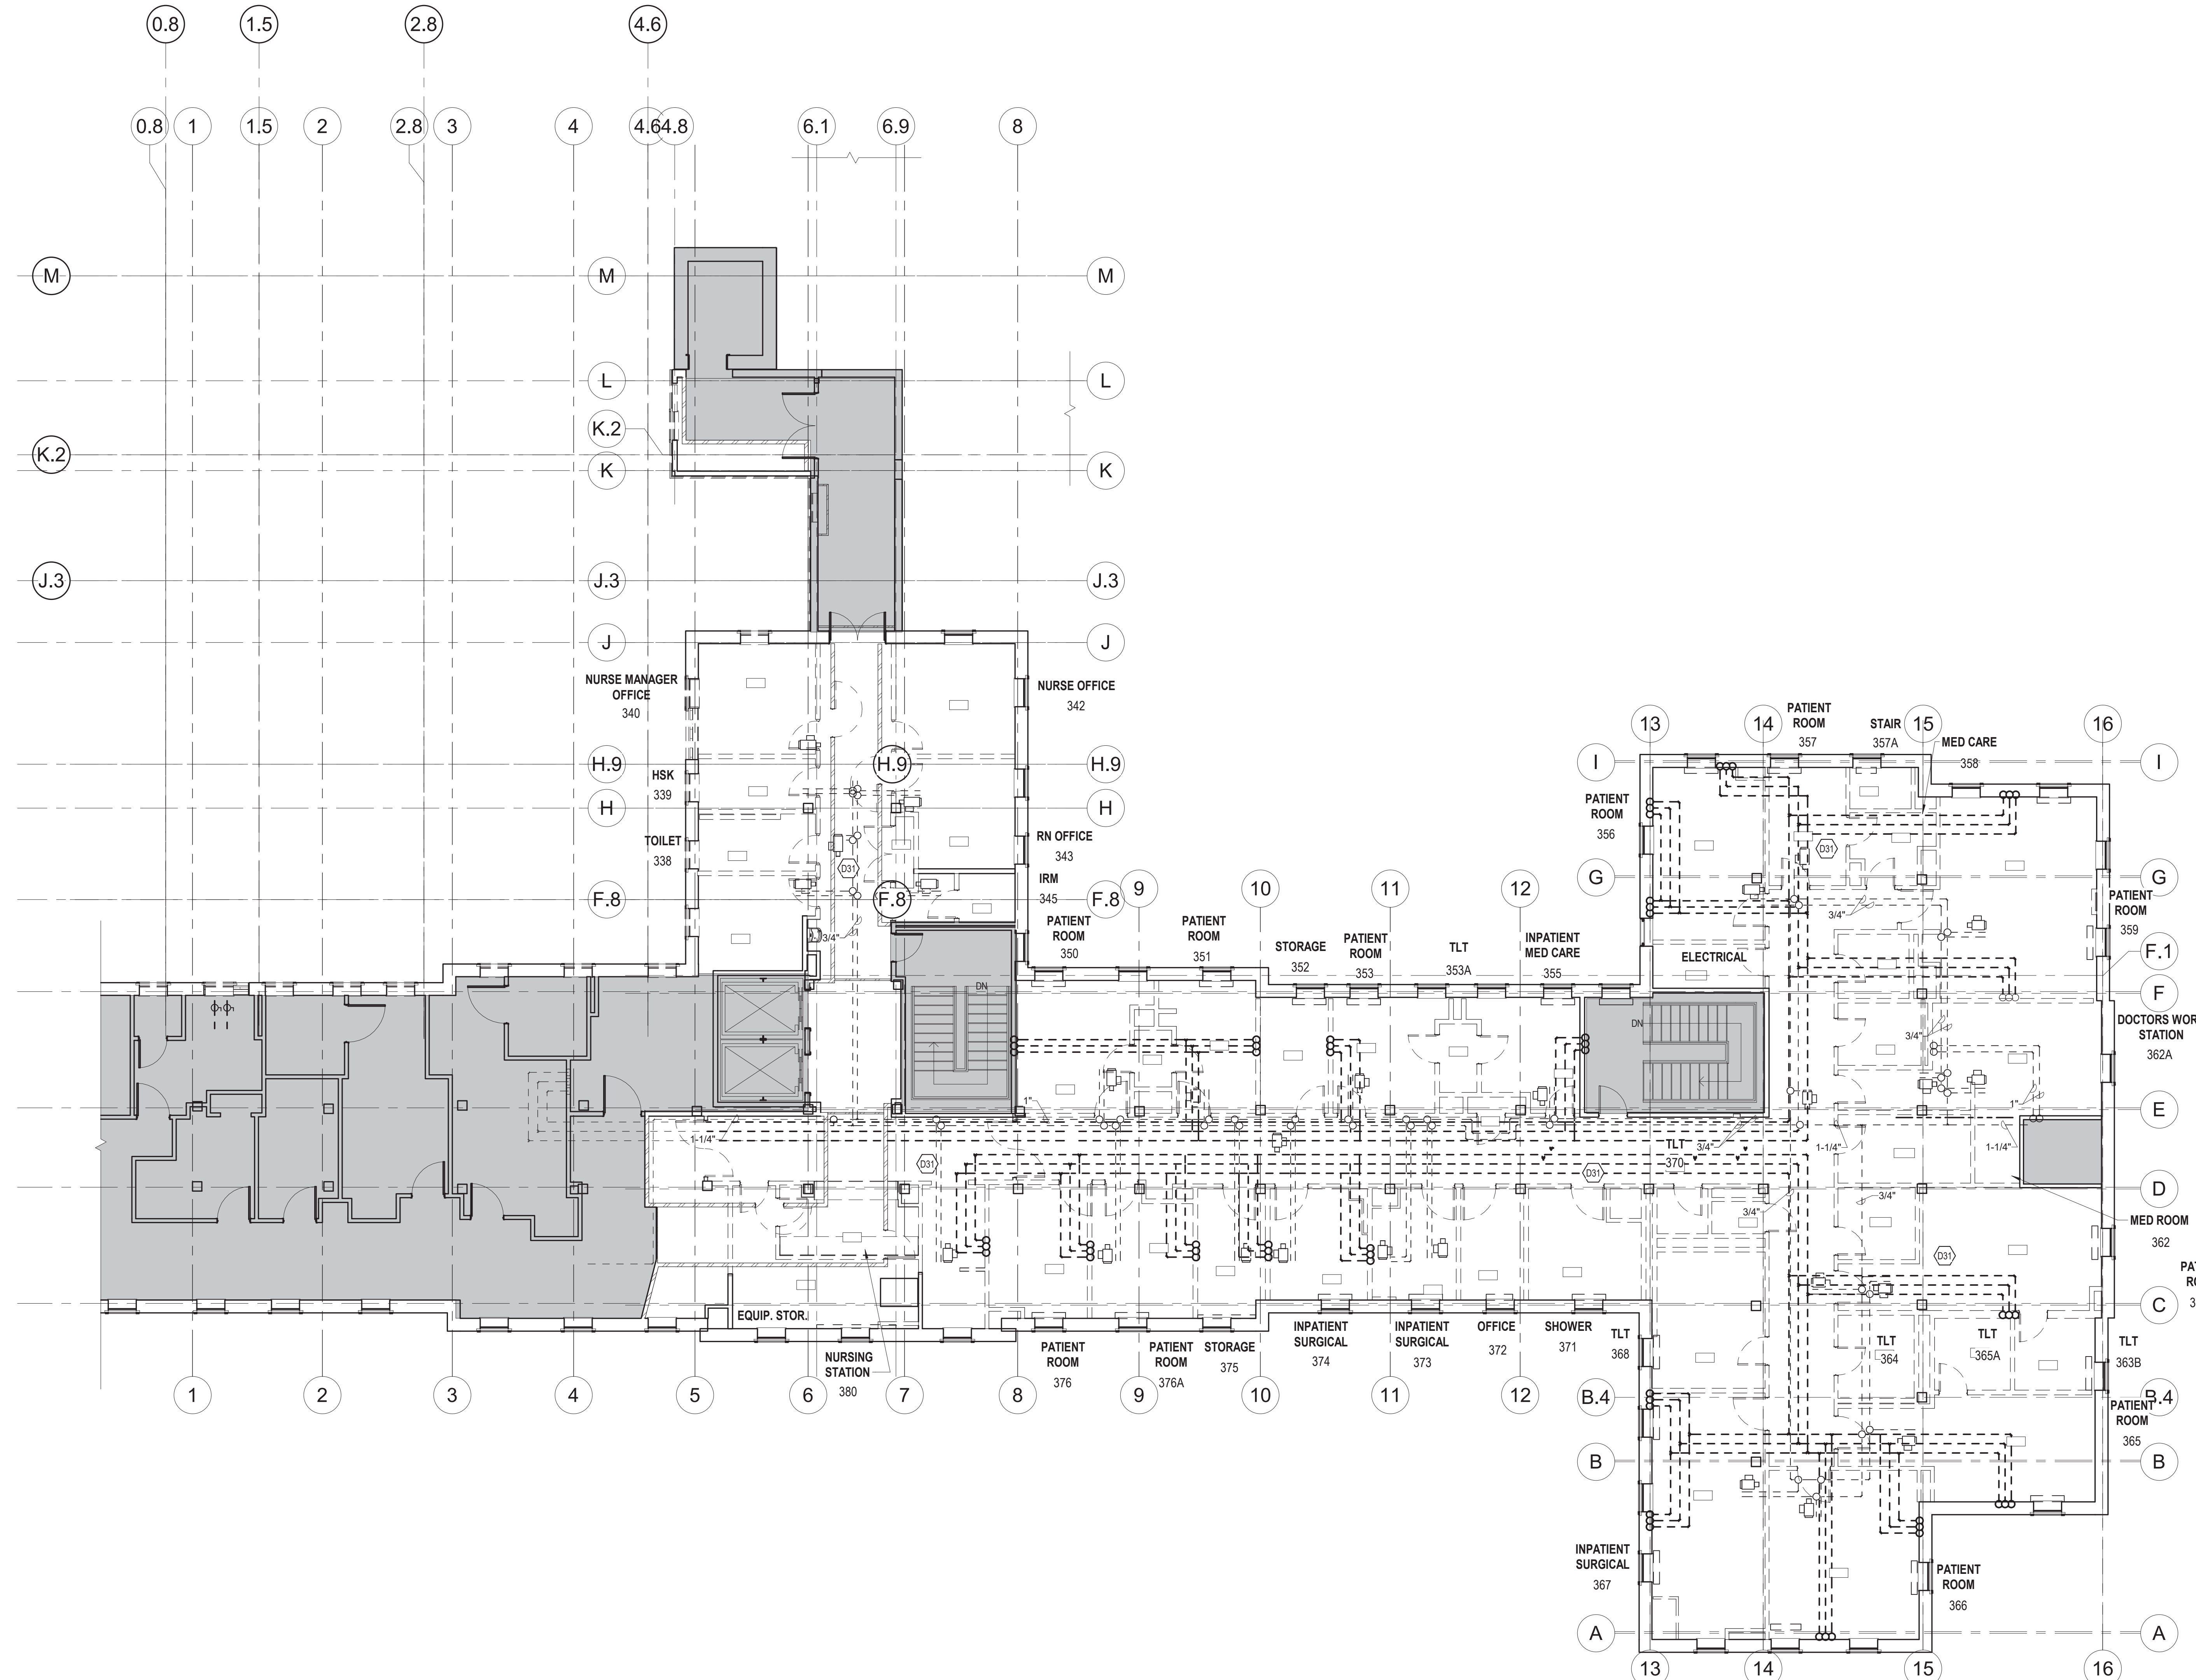 0.8
1.5
2.8
4.6
0.8
1
1.5
2
2.8
3
4
4.6
4.8
6.1
6.9
8
M
M
M
L
L
K.2
K.2
K
K
J.3
J.3
J.3
J
J
NURSE MANAGER
OFFICE
340
NURSE OFFICE
342
H.9
H.9
H.9
HSK
339
H
H
TOILET
338
RN OFFICE
343
D31
IRM
345
F.8
F.8
F.8
3/4"
13
14
PATIENT
ROOM
357
STAIR
357A
15
MED CARE
358
16
I
I
PATIENT
ROOM
356
D31
G
G
3/4"
PATIENT
ROOM
359
9
10
11
12
PATIENT
ROOM
350
PATIENT
ROOM
351
STORAGE
352
PATIENT
ROOM
353
TLT
353A
INPATIENT
MED CARE
355
ELECTRICAL
F.1
F
F
DN
DN
DOCTORS WOR
STATION
362A
3/4"
E
E
1"
1"
1-1/4"
3/4"
1-1/4"
1-1/4"
TLT
370
D31
D31
D
D
3/4"
3/4"
MED ROOM
362
D31
PAT
RO
3
C
C
EQUIP. STOR.
NURSING
STATION
380
PATIENT
ROOM
376
PATIENT
ROOM
376A
STORAGE
375
INPATIENT
SURGICAL
374
INPATIENT
SURGICAL
373
OFFICE
372
SHOWER
371
TLT
368
TLT
364
TLT
365A
TLT
363B
1
2
3
4
5
6
7
8
9
10
11
12
B.4
B.4
PATIENT
ROOM
365
B
B
INPATIENT
SURGICAL
367
PATIENT
ROOM
366
A
A
13
14
15
16